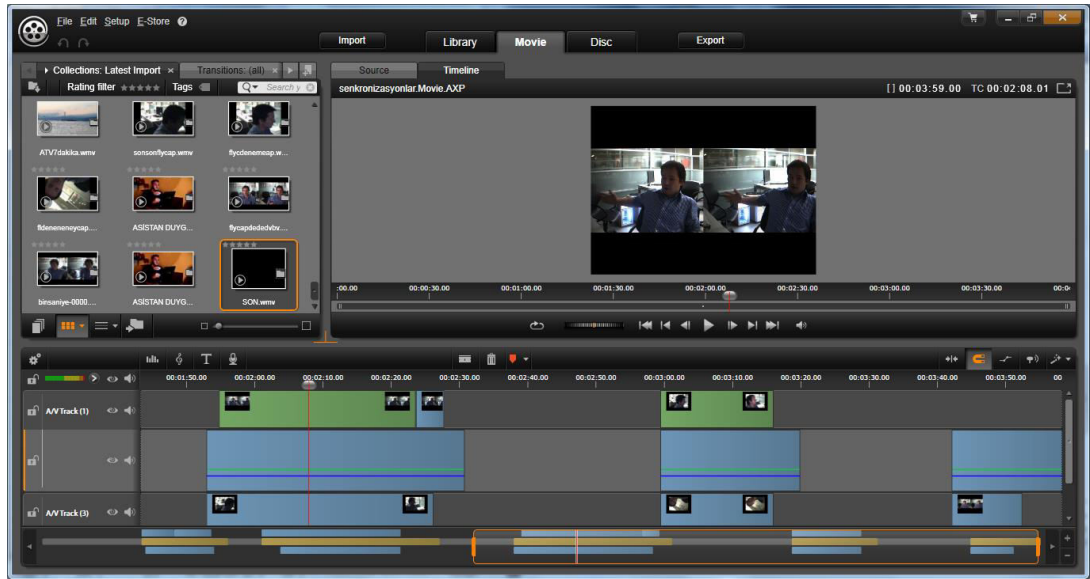 File Edit Setup E-Store
Import Library Movie Disc Export
Collections: Latest Import × Transitions: (all) ×
Rating filter Tags Search y
ATV7dakika.wmv sonsonflycap.wmv flycdenemeap.w...
fldeneneneycap.... ASİSTAN DUYG... flycapdededvbv....
binsaniye-0000.... ASİSTAN DUYG... SON.wmv
Source Timeline
senkronizasyonlar.Movie.AXP [] 00:03:59.00 TC 00:02:08.01
:00.00 00:00:30.00 00:01:00.00 00:01:30.00 00:02:00.00 00:02:30.00 00:03:00.00 00:03:30.00 00:0
00:01:50.00 00:02:00.00 00:02:10.00 00:02:20.00 00:02:30.00 00:02:40.00 00:02:50.00 00:03:00.00 00:03:10.00 00:03:20.00 00:03:30.00 00:03:40.00 00:03:50.00 00
A/V Track (1)
A/V Track (3)